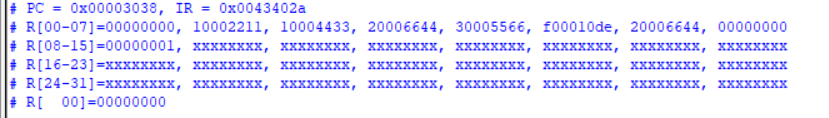 # PC = 0x00003038, IR = 0x0043402a
# R[00-07]=00000000, 10002211, 10004433, 20006644, 30005566, f00010de, 20006644, 00000000
# R[08-15]=00000001, xxxxxxxx, xxxxxxxx, xxxxxxxx, xxxxxxxx, xxxxxxxx, xxxxxxxx, xxxxxxxx
# R[16-23]=xxxxxxxx, xxxxxxxx, xxxxxxxx, xxxxxxxx, xxxxxxxx, xxxxxxxx, xxxxxxxx, xxxxxxxx
# R[24-31]=xxxxxxxx, xxxxxxxx, xxxxxxxx, xxxxxxxx, xxxxxxxx, xxxxxxxx, xxxxxxxx, xxxxxxxx
# R[ 00]=00000000